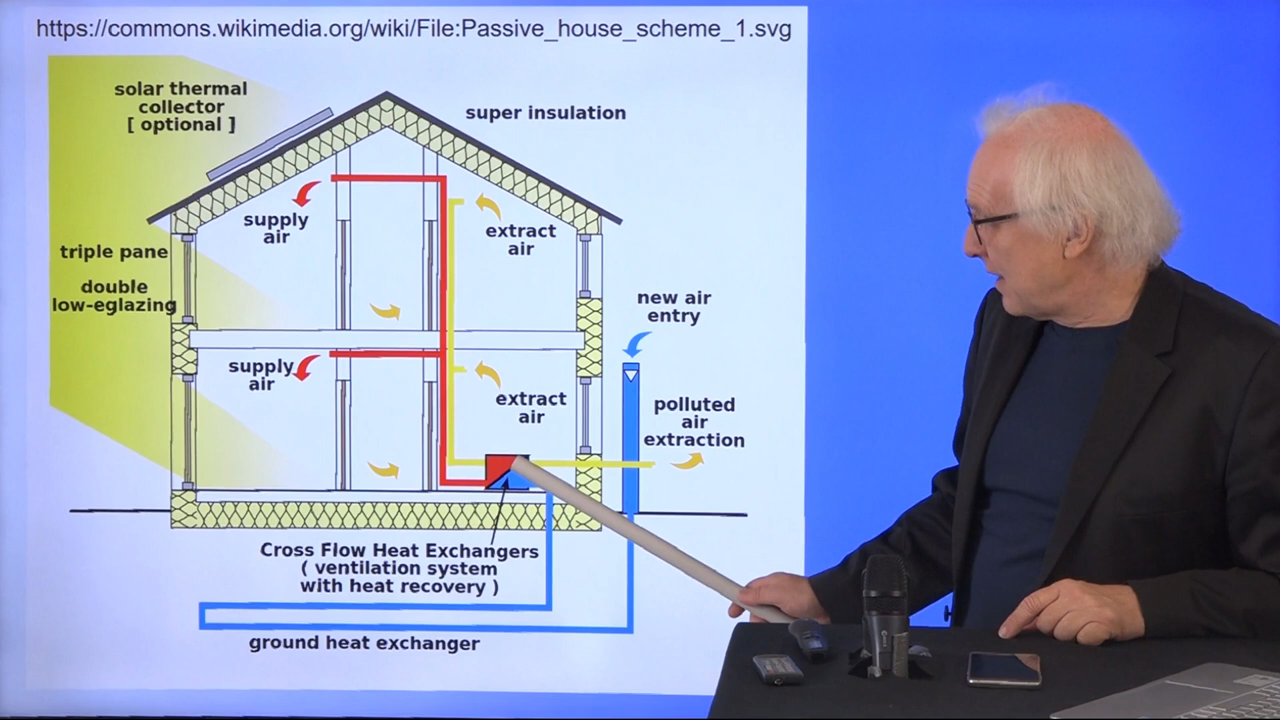 https://commons.wikimedia.org/wiki/File:Passive_house_scheme_1.svg
solar thermal
collector
[ optional ]
super insulation
supply
air
extract
air
triple pane
double
low-eglazing
new air
entry
supply
air
extract
air
polluted
air
extraction
Cross Flow Heat Exchangers
( ventilation system
with heat recovery )
ground heat exchanger